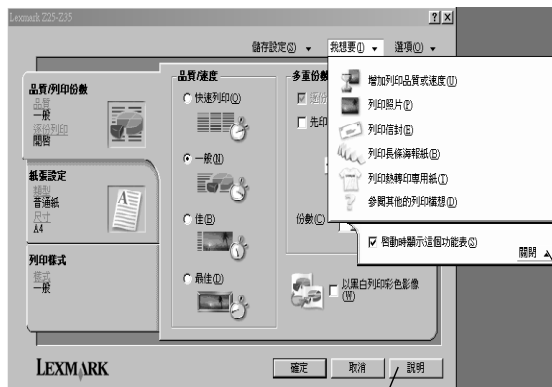 Lexmark Z25-Z35
儲存設定(S)
我想要(I)
選項(O)
增加列印品質或速度(U)
列印照片(P)
列印信封(E)
列印長條海報紙(B)
列印熱轉印專用紙(T)
參閱其他的列印構想(D)
啟動時顯示這個功能表(S)
關閉
品質/列印份數
品質
一般
逐份列印
開啟
紙張設定
類型
普通紙
尺寸
A4
列印樣式
樣式
一般
品質/速度
快速列印(O)
一般(N)
佳(B)
最佳(D)
多重份數
逐份
先印
份數(C)
以黑白列印彩色影像
(W)
LEXMARK
確定
取消
說明